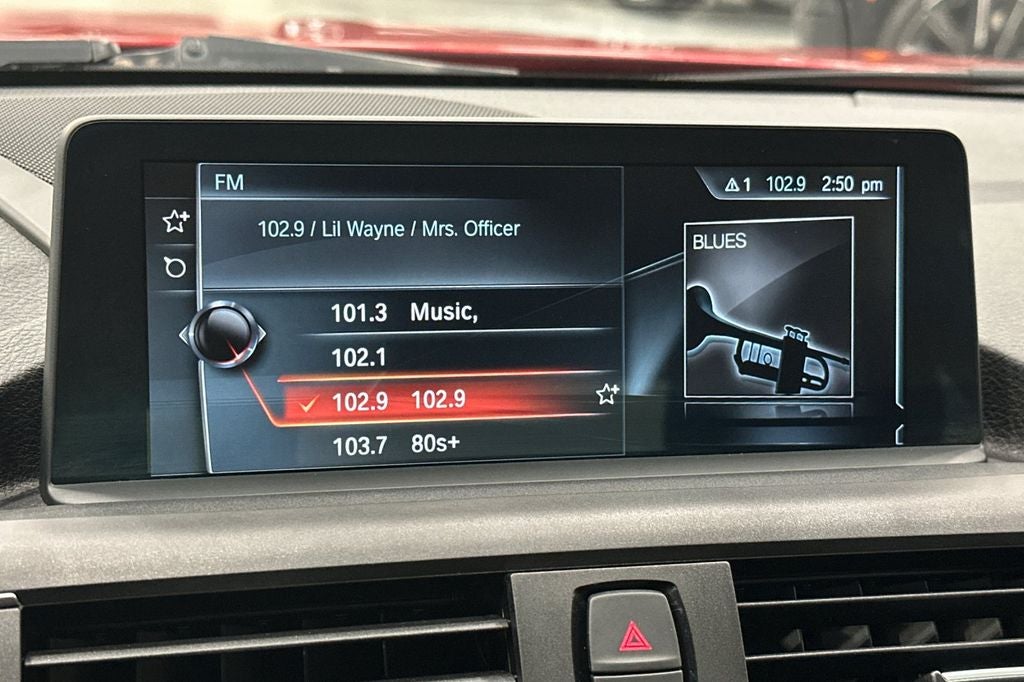 FM
1 102.9 2:50 pm
102.9 / Lil Wayne / Mrs. Officer
BLUES
101.3 Music,
102.1
102.9 102.9
103.7 80s+